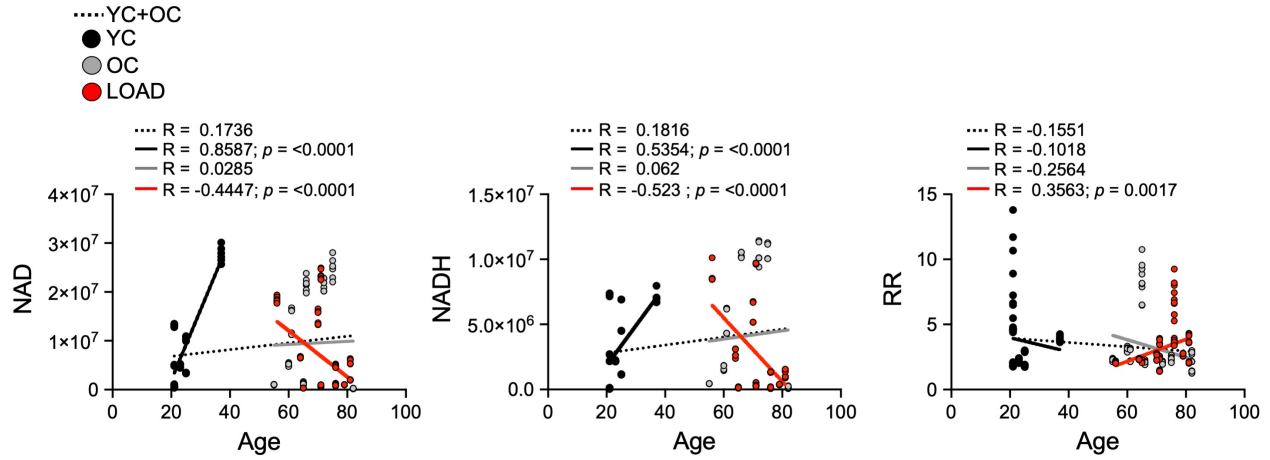 YC+OC
YC
OC
LOAD
R = 0.1736
R = 0.8587; p = <0.0001
R = 0.0285
R = -0.4447; p = <0.0001
4×10⁷
3×10⁷
2×10⁷
1×10⁷
0
NAD
0 20 40 60 80 100
Age
R = 0.1816
R = 0.5354; p = <0.0001
R = 0.062
R = -0.523 ; p = <0.0001
1.5×10⁷
1.0×10⁷
5.0×10⁶
0.0
NADH
0 20 40 60 80 100
Age
R = -0.1551
R = -0.1018
R = -0.2564
R = 0.3563; p = 0.0017
15
10
5
0
RR
0 20 40 60 80 100
Age